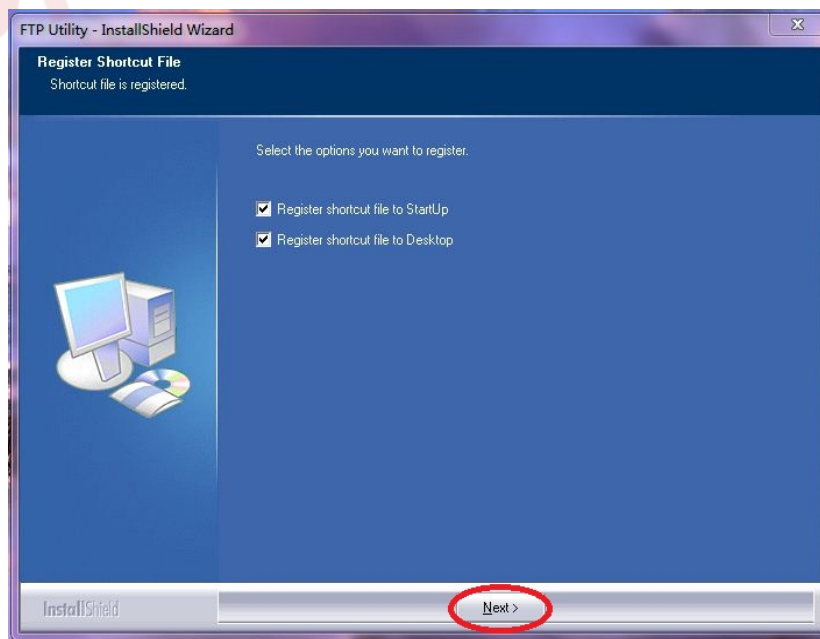 FTP Utility - InstallShield Wizard
Register Shortcut File
Shortcut file is registered.
Select the options you want to register.
Register shortcut file to StartUp
Register shortcut file to Desktop
InstallShield
Next >